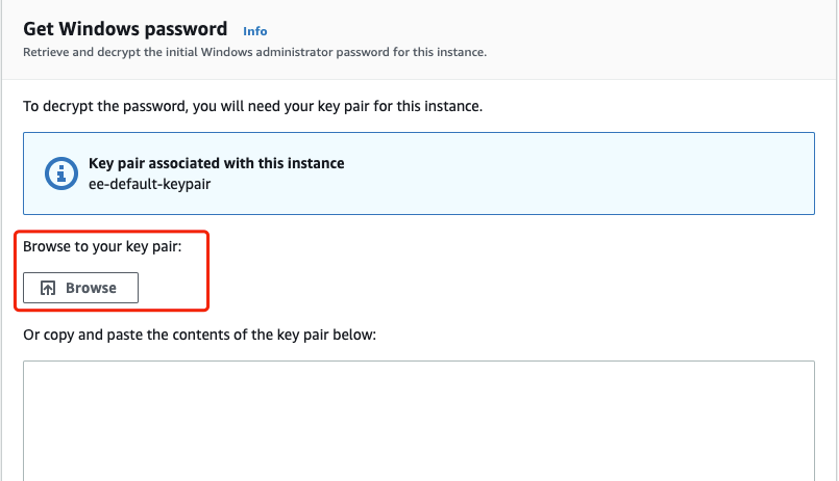 Get Windows password Info
Retrieve and decrypt the initial Windows administrator password for this instance.
To decrypt the password, you will need your key pair for this instance.
Key pair associated with this instance
ee-default-keypair
Browse to your key pair:
Browse
Or copy and paste the contents of the key pair below: